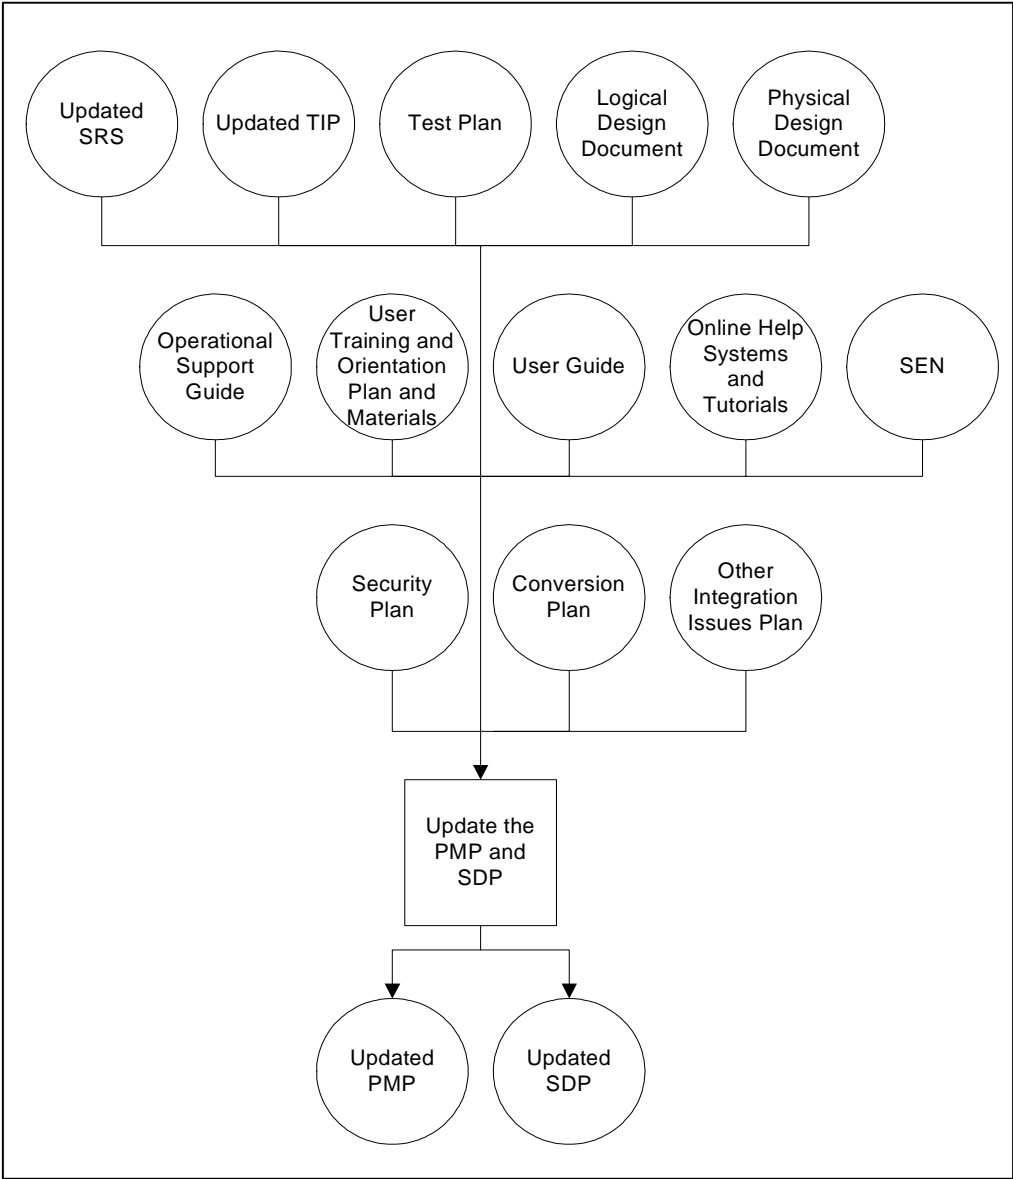 Updated
SRS
Updated TIP
Test Plan
Logical
Design
Document
Physical
Design
Document
Operational
Support
Guide
User
Training and
Orientation
Plan and
Materials
User Guide
Online Help
Systems
and
Tutorials
SEN
Security
Plan
Conversion
Plan
Other
Integration
Issues Plan
Update the
PMP and
SDP
Updated
PMP
Updated
SDP